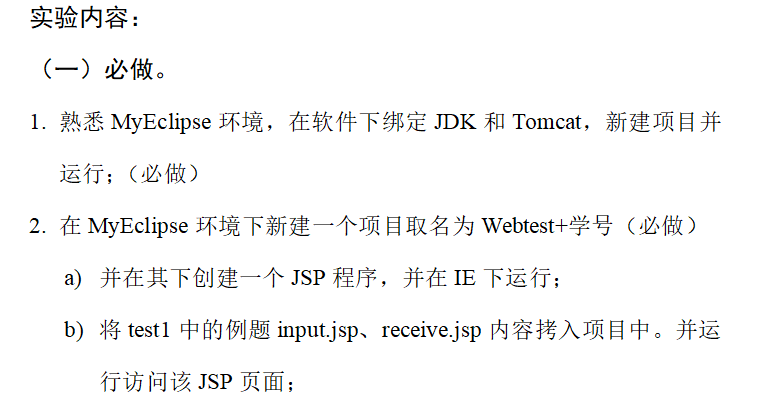 实验内容：
（一）必做。
1. 熟悉 MyEclipse 环境，在软件下绑定 JDK 和 Tomcat，新建项目并
运行；（必做）
2. 在 MyEclipse 环境下新建一个项目取名为 Webtest+学号（必做）
a) 并在其下创建一个 JSP 程序，并在 IE 下运行；
b) 将 test1 中的例题 input.jsp、receive.jsp 内容拷入项目中。并运
行访问该 JSP 页面；